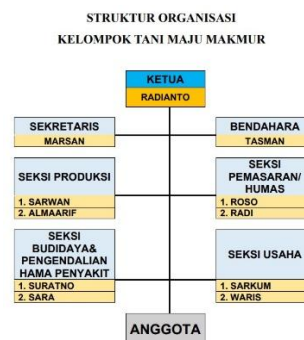 STRUKTUR ORGANISASI
KELOMPOK TANI MAJU MAKMUR
KETUA
RADIANTO
SEKRETARIS
MARSAN
BENDAHARA
TASMAN
SEKSI PRODUKSI
1. SARWAN
2. ALMAARIF
SEKSI
PEMASARAN/
HUMAS
1. ROSO
2. RADI
SEKSI
BUDIDAYA&
PENGENDALIAN
HAMA PENYAKIT
1. SURATNO
2. SARA
SEKSI USAHA
1. SARKUM
2. WARIS
ANGGOTA